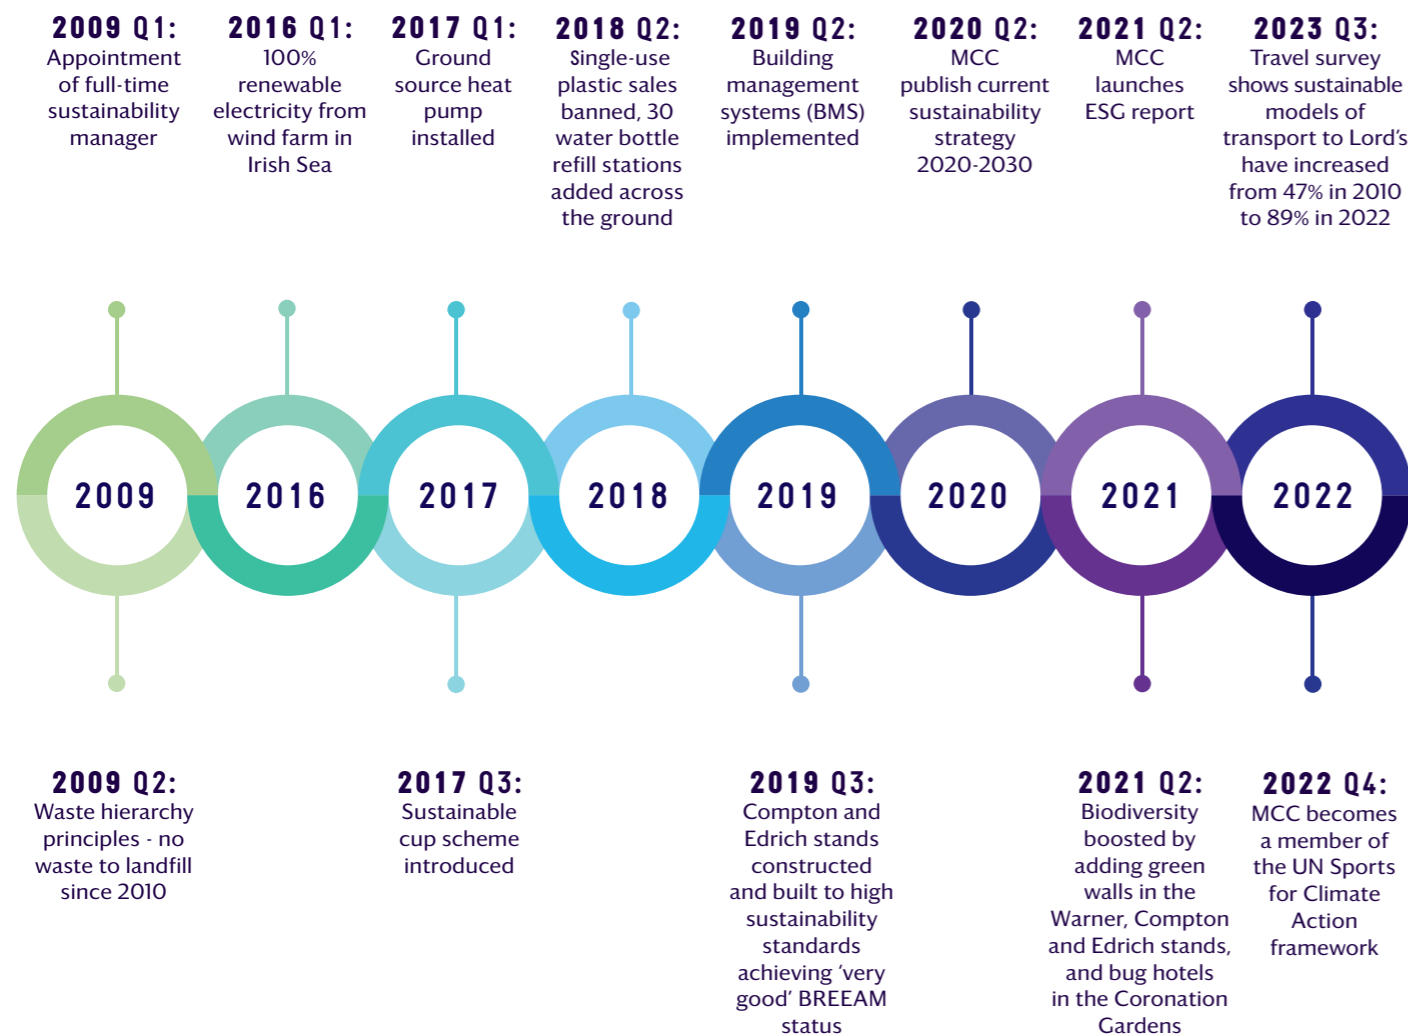 2009 Q1:
Appointment
of full-time
sustainability
manager
2016 Q1:
100%
renewable
electricity from
wind farm in
Irish Sea
2017 Q1:
Ground
source heat
pump
installed
2018 Q2:
Single-use
plastic sales
banned, 30
water bottle
refill stations
added across
the ground
2019 Q2:
Building
management
systems (BMS)
implemented
2020 Q2:
MCC
publish current
sustainability
strategy
2020-2030
2021 Q2:
MCC
launches
ESG report
2023 Q3:
Travel survey
shows sustainable
models of
transport to Lord's
have increased
from 47% in 2010
to 89% in 2022
2009
2016
2017
2018
2019
2020
2021
2022
2009 Q2:
Waste hierarchy
principles - no
waste to landfill
since 2010
2017 Q3:
Sustainable
cup scheme
introduced
2019 Q3:
Compton and
Edrich stands
constructed
and built to high
sustainability
standards
achieving 'very
good' BREEAM
status
2021 Q2:
Biodiversity
boosted by
adding green
walls in the
Warner, Compton
and Edrich stands,
and bug hotels
in the Coronation
Gardens
2022 Q4:
MCC becomes
a member of
the UN Sports
for Climate
Action
framework